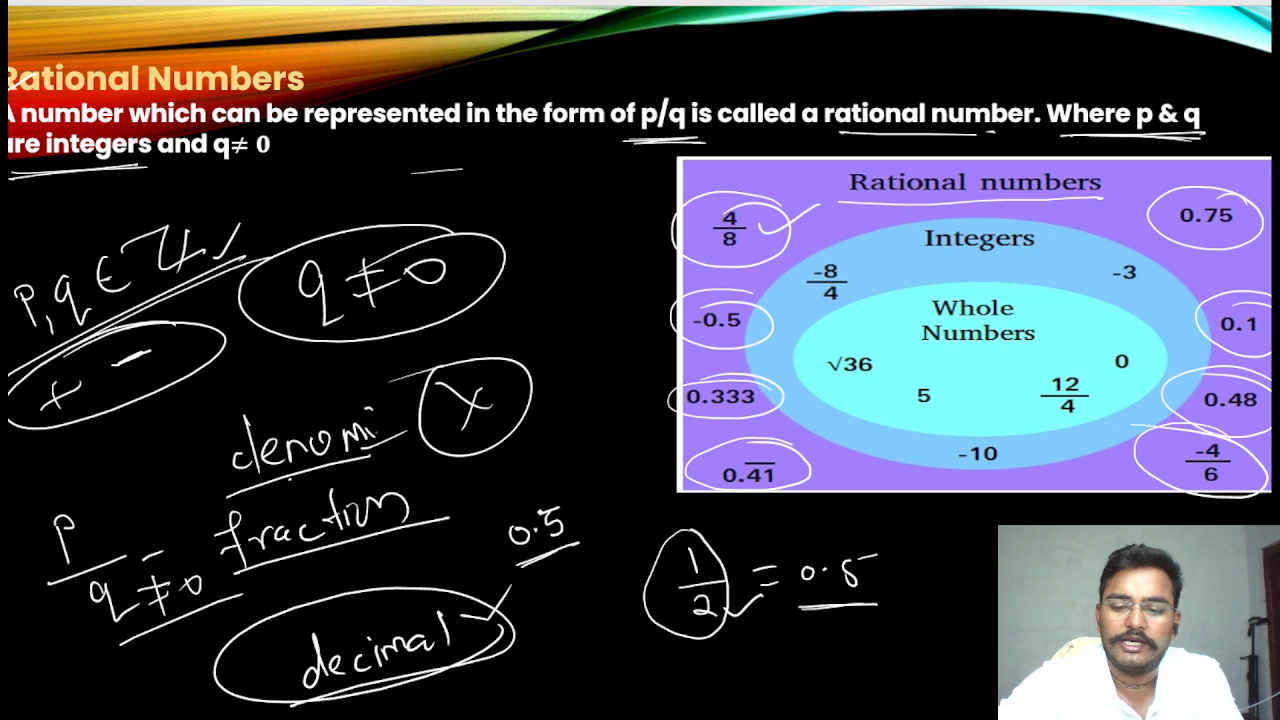 Rational Numbers
A number which can be represented in the form of p/q is called a rational number. Where p & q
are integers and q≠ 0
Rational numbers
4/8
0.75
Integers
-8/4
-3
Whole
Numbers
-0.5
0.1
√36
0
5
12/4
0.333
0.48
-10
0.4̅1̅
-4/6
p, q ∈ Z
q ≠ 0
+ -
denomi
x
p/q≠0 = fraction
0.5
decimal
1/2 = 0.5